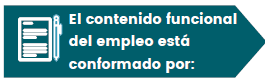 El contenido funcional
del empleo está
conformado por: